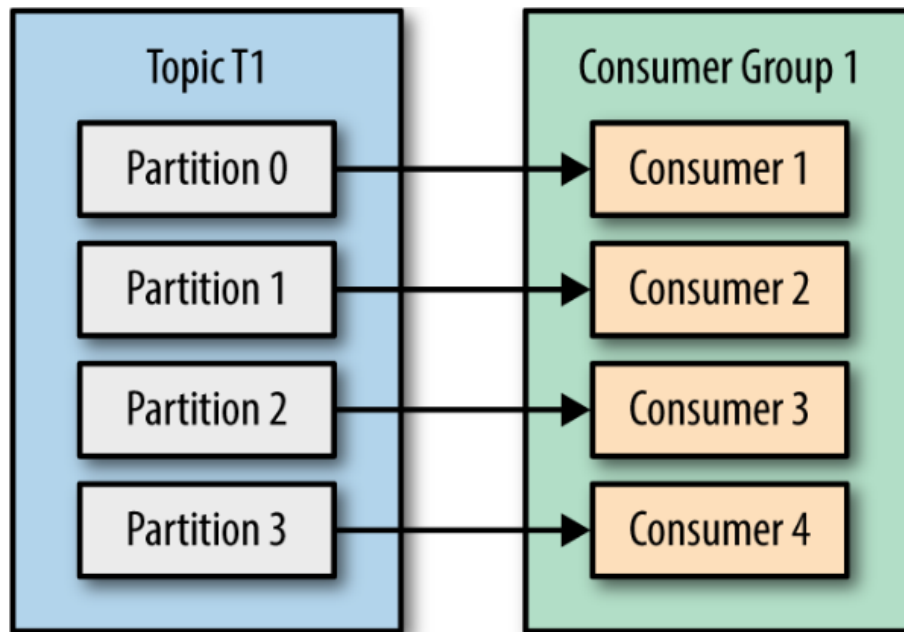 Topic T1
Partition 0
Partition 1
Partition 2
Partition 3
Consumer Group 1
Consumer 1
Consumer 2
Consumer 3
Consumer 4